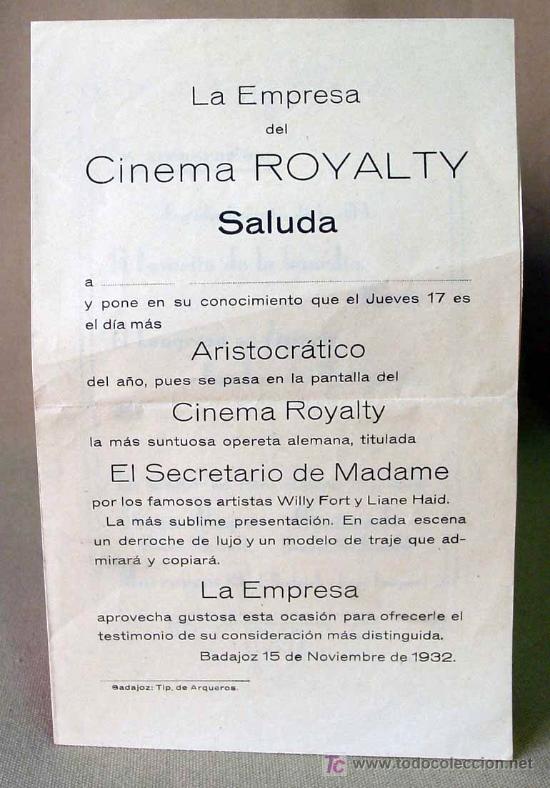 La Empresa
del
Cinema ROYALTY
Saluda
a
y pone en su conocimiento que el Jueves 17 es
el día más
Aristocrático
del año, pues se pasa en la pantalla del
Cinema Royalty
la más suntuosa opereta alemana, titulada
El Secretario de Madame
por los famosos artistas Willy Fort y Liane Haid.
La más sublime presentación. En cada escena
un derroche de lujo y un modelo de traje que ad-
mirará y copiará.
La Empresa
aprovecha gustosa esta ocasión para ofrecerle el
testimonio de su consideración más distinguida.
Badajoz 15 de Noviembre de 1932.
Badajoz: Tip. de Arqueros.
TC www.todocoleccion.net